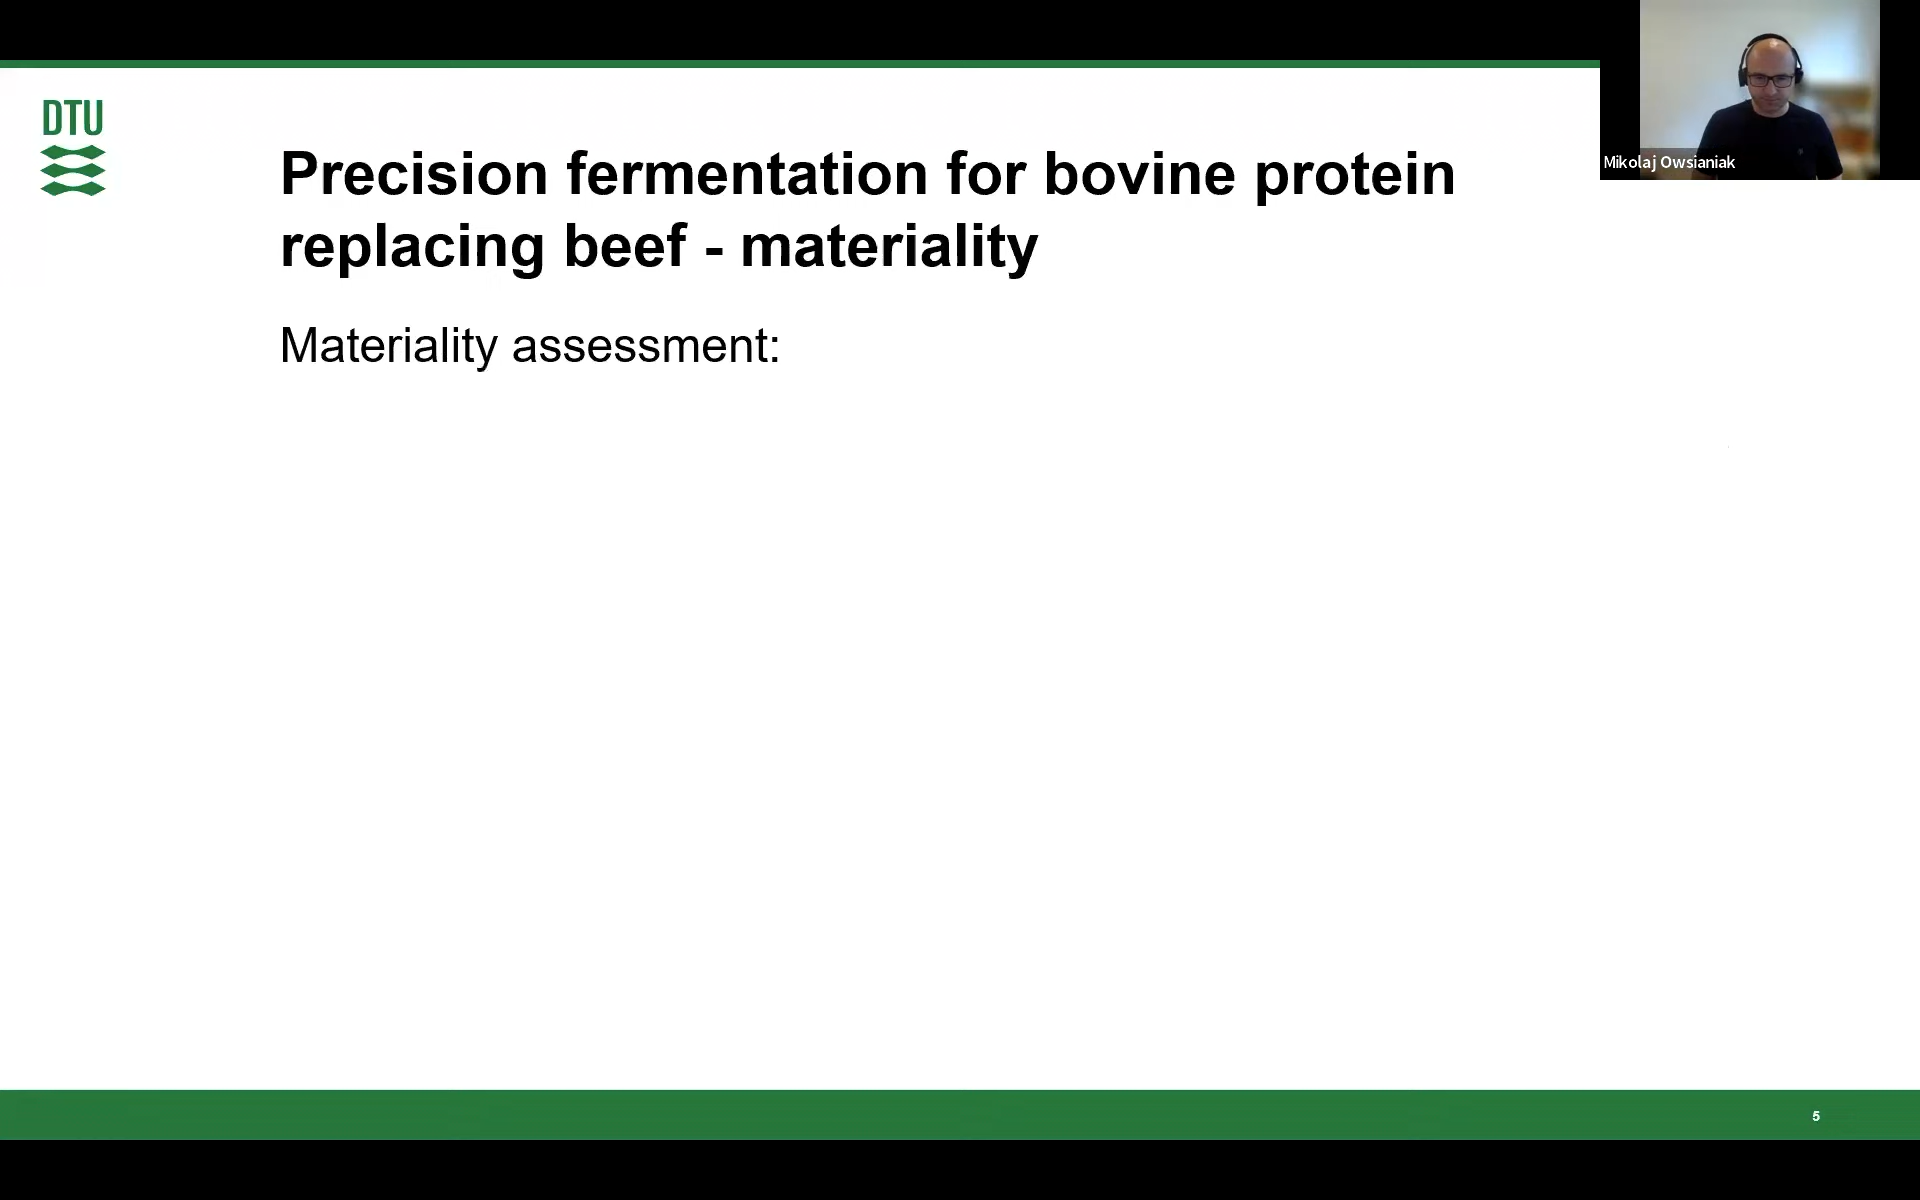 DTU
Precision fermentation for bovine protein
replacing beef - materiality
Mikolaj Owsianiak
Materiality assessment:
5